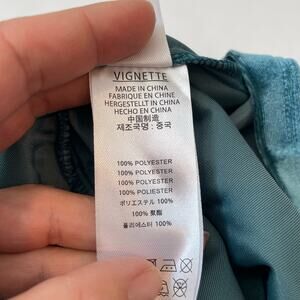 VIGNETTE
MADE IN CHINA
FABRIQUE EN CHINE
HERGESTELLT IN CHINA
HECHO EN CHINA
中国制造
제조국명 : 중국
100% POLYESTER
100% POLYESTER
100% POLYESTER
100% POLIESTER
ポリエステル 100%
100% 聚酯
폴리에스터 100%